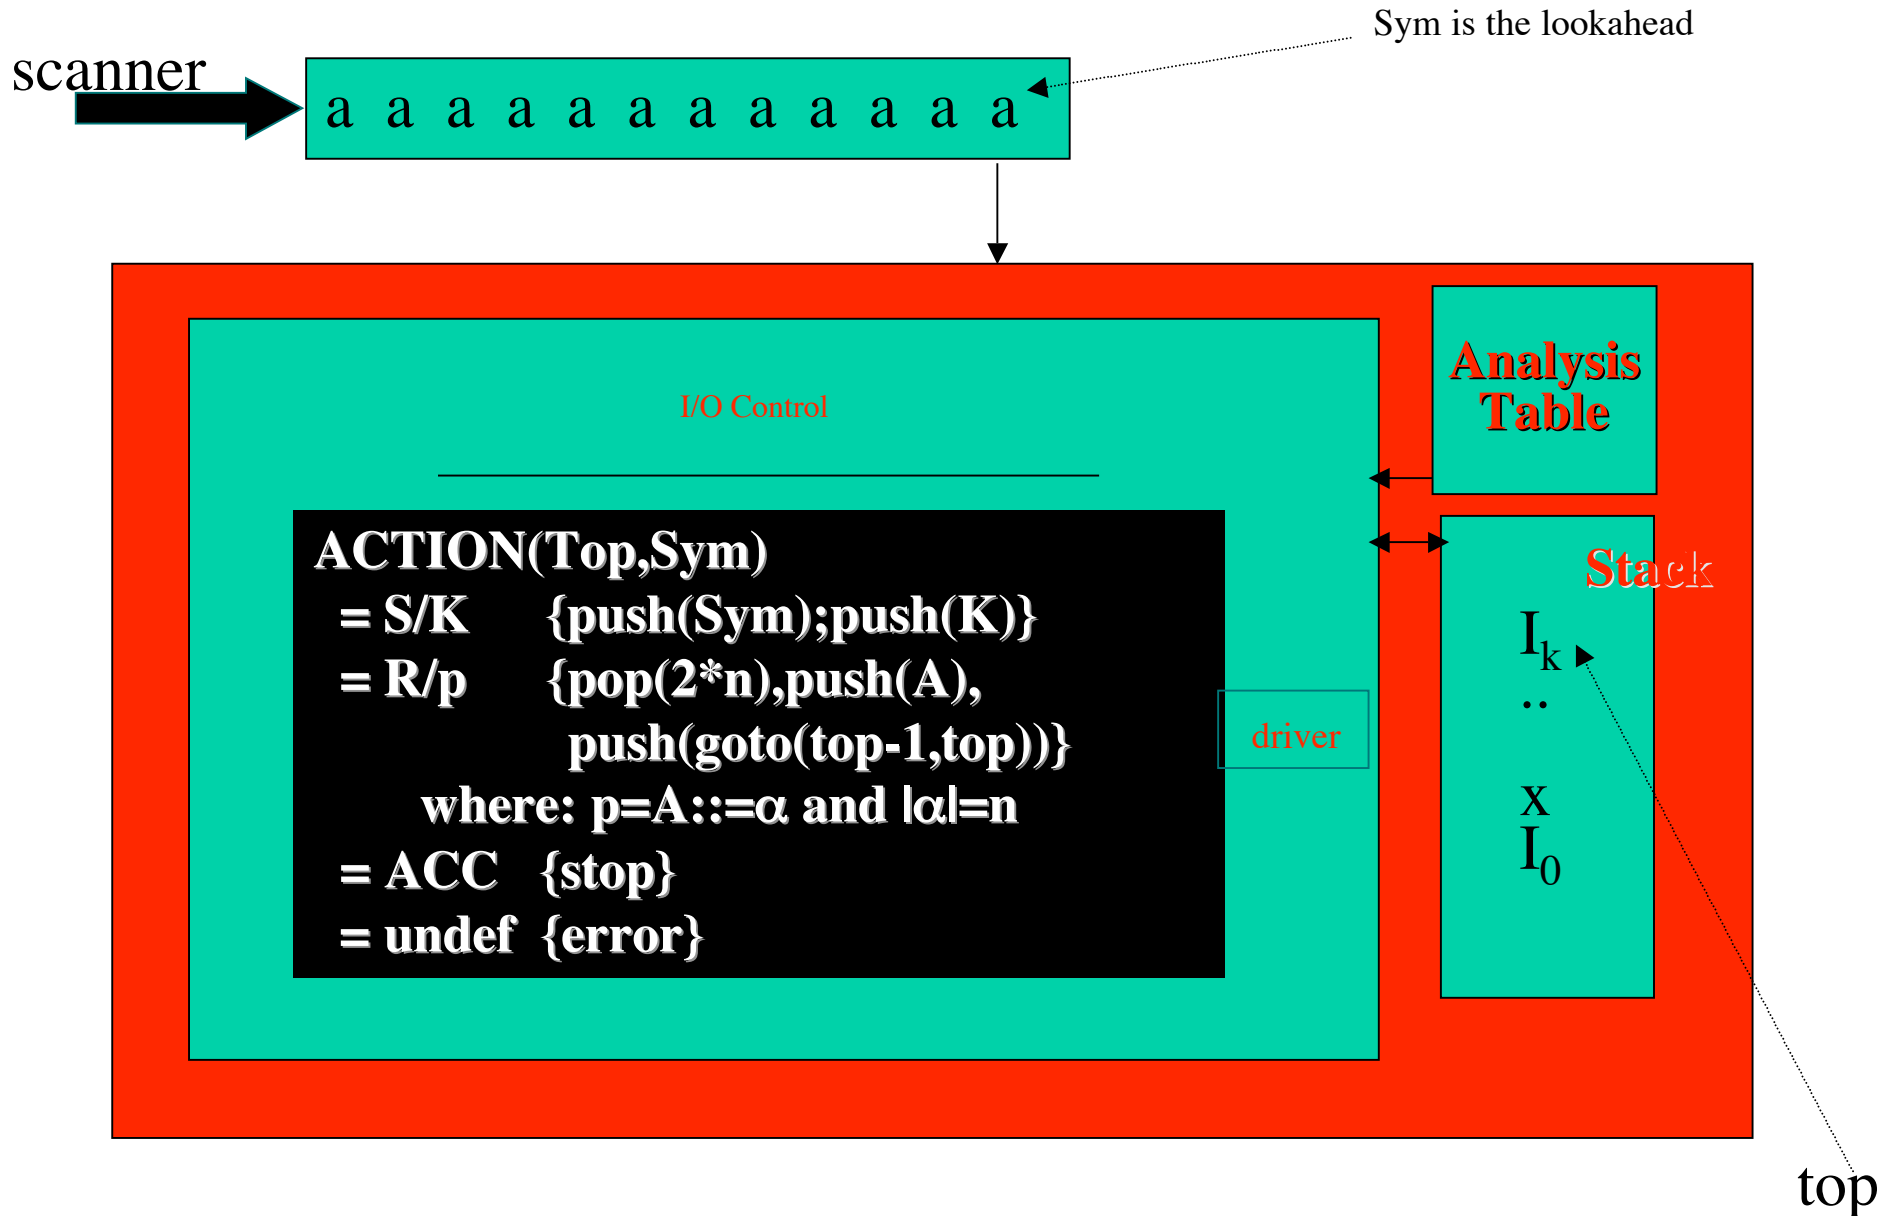 Sym is the lookahead
scanner
a a a a a a a a a a a a
I/O Control
Analysis
Table
ACTION(Top,Sym)
= S/K {push(Sym);push(K)}
= R/p {pop(2*n),push(A),
push(goto(top-1,top))}
where: p=A::=α and |α|=n
= ACC {stop}
= undef {error}
driver
Stack
Iₖ
..
x
I₀
top